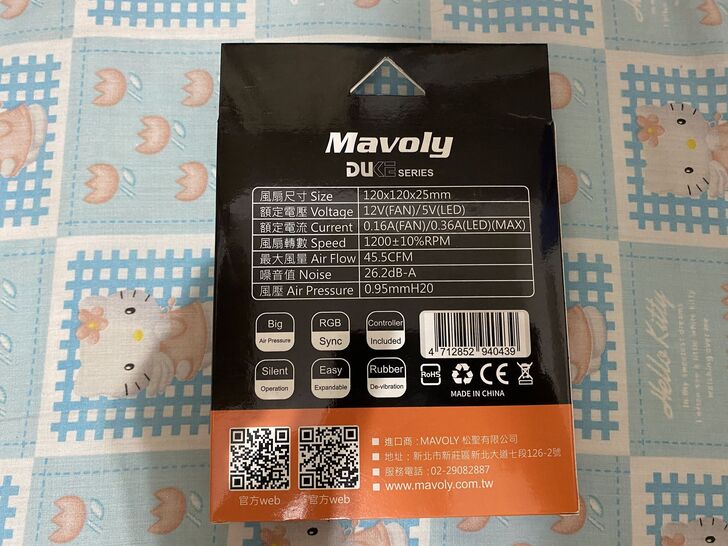 Mavoly
DUKE SERIES
風扇尺寸 Size 120x120x25mm
額定電壓 Voltage 12V(FAN)/5V(LED)
額定電流 Current 0.16A(FAN)/0.36A(LED)(MAX)
風扇轉數 Speed 1200±10%RPM
最大風量 Air Flow 45.5CFM
噪音值 Noise 26.2dB-A
風壓 Air Pressure 0.95mmH20
Big Air Pressure
RGB Sync
Controller Included
Silent Operation
Easy Expandable
Rubber De-vibration
4 712852 940439
RoHS CE
MADE IN CHINA
官方web 官方web
進口商:MAVOLY 松聖有限公司
地址:新北市新莊區新北大道七段126-2號
服務電話:02-29082887
www.mavoly.com.tw
Hello Kitty